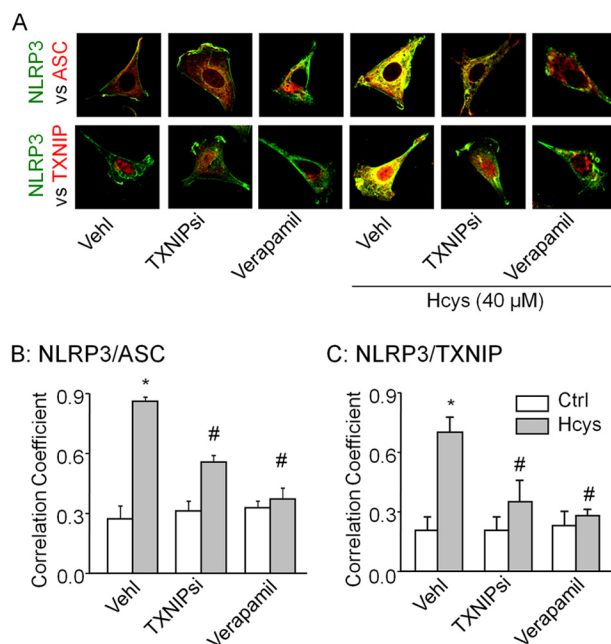 A
NLRP3
vs ASC
NLRP3
vs TXNIP
Vehl
TXNIPsi
Verapamil
Vehl
TXNIPsi
Verapamil
Hcys (40 µM)
B: NLRP3/ASC
Correlation Coefficient
0.9
0.6
0.3
0.0
*
#
#
Vehl
TXNIPsi
Verapamil
C: NLRP3/TXNIP
Correlation Coefficient
0.9
0.6
0.3
0.0
*
#
#
Ctrl
Hcys
Vehl
TXNIPsi
Verapamil